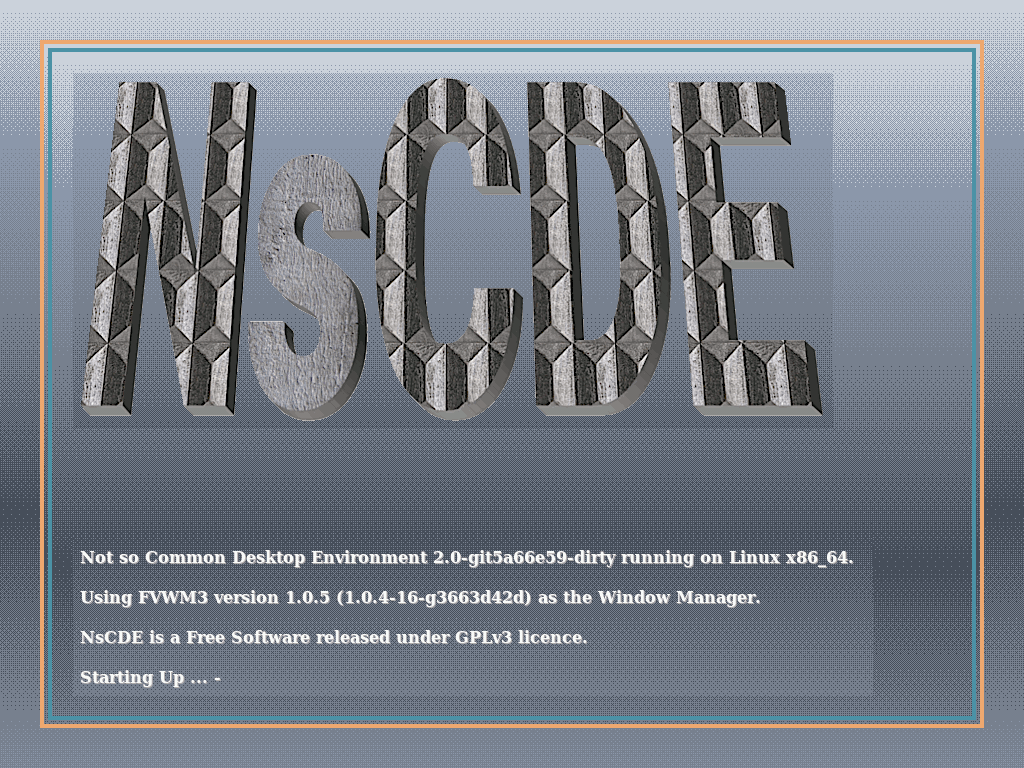 NsCDE
Not so Common Desktop Environment 2.0-git5a66e59-dirty running on Linux x86_64.
Using FVWM3 version 1.0.5 (1.0.4-16-g3663d42d) as the Window Manager.
NsCDE is a Free Software released under GPLv3 licence.
Starting Up ... -